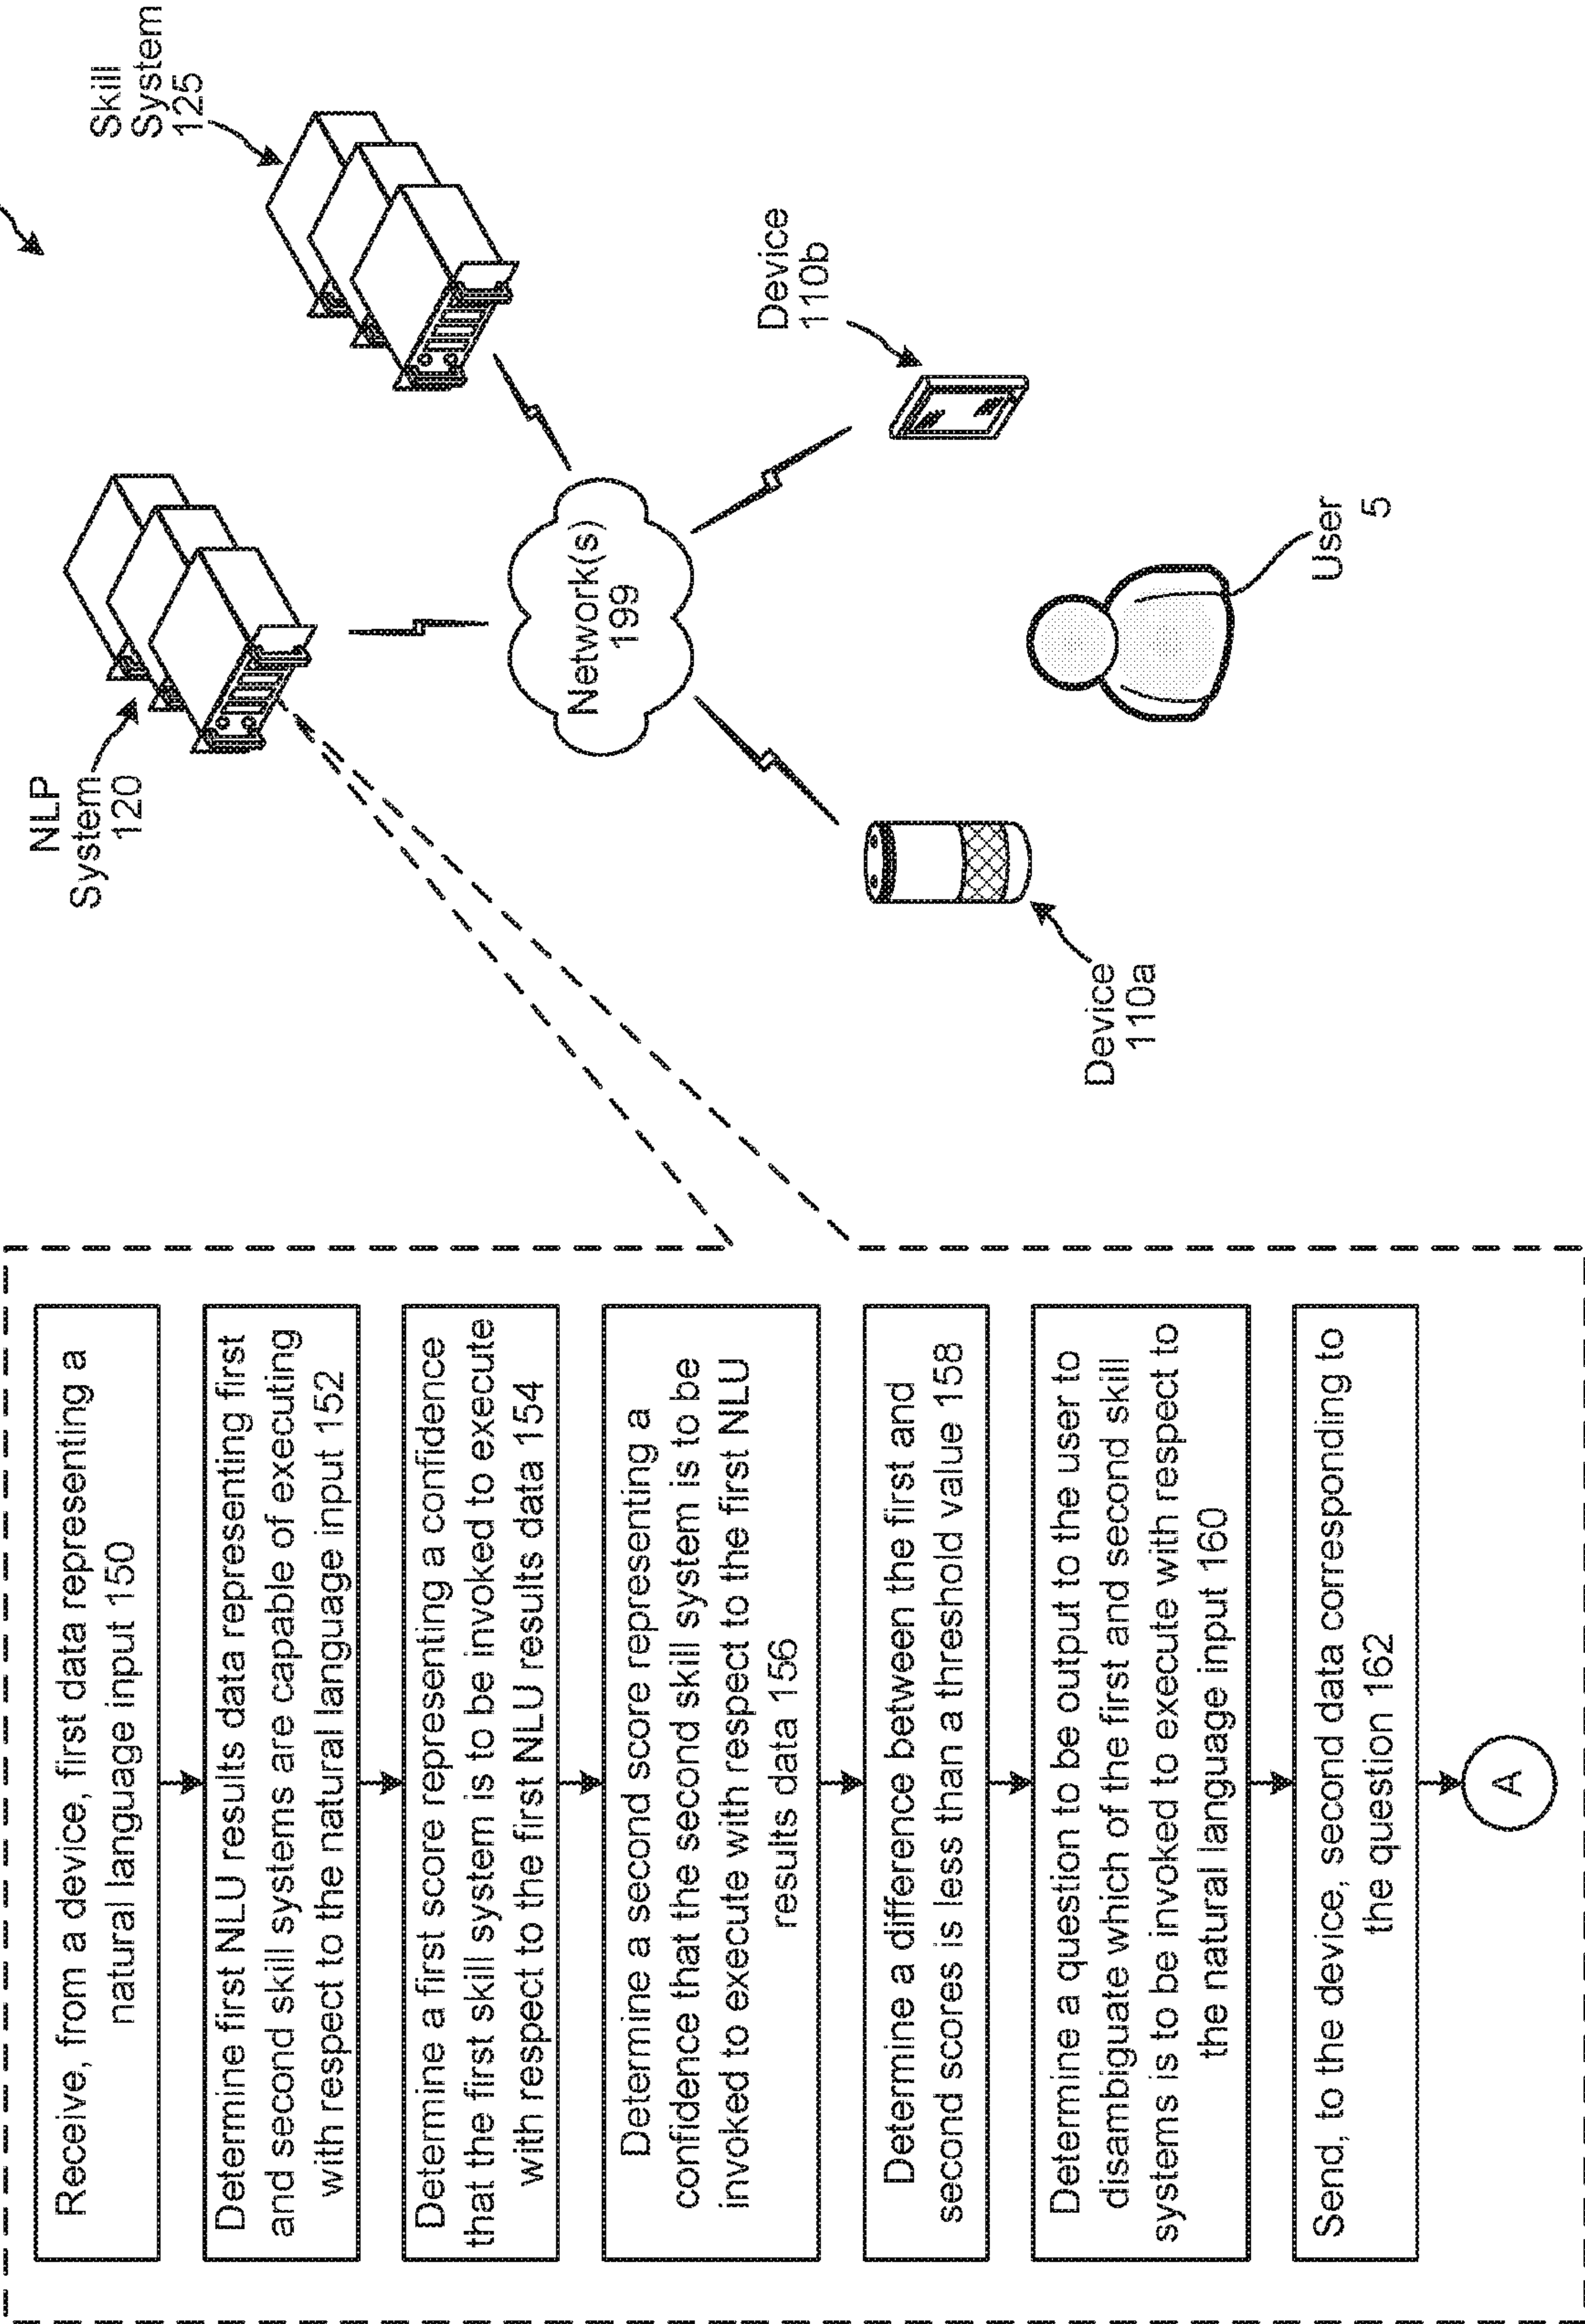 Receive, from a device, first data representing a
natural language input 150
Determine first NLU results data representing first
and second skill systems are capable of executing
with respect to the natural language input 152
Determine a first score representing a confidence
that the first skill system is to be invoked to execute
with respect to the first NLU results data 154
Determine a second score representing a
confidence that the second skill system is to be
invoked to execute with respect to the first NLU
results data 156
Determine a difference between the first and
second scores is less than a threshold value 158
Determine a question to be output to the user to
disambiguate which of the first and second skill
systems is to be invoked to execute with respect to
the natural language input 160
Send, to the device, second data corresponding to
the question 162
A
NLP
System
120
Skill
System
125
Network(s)
199
Device
110a
Device
110b
User
5